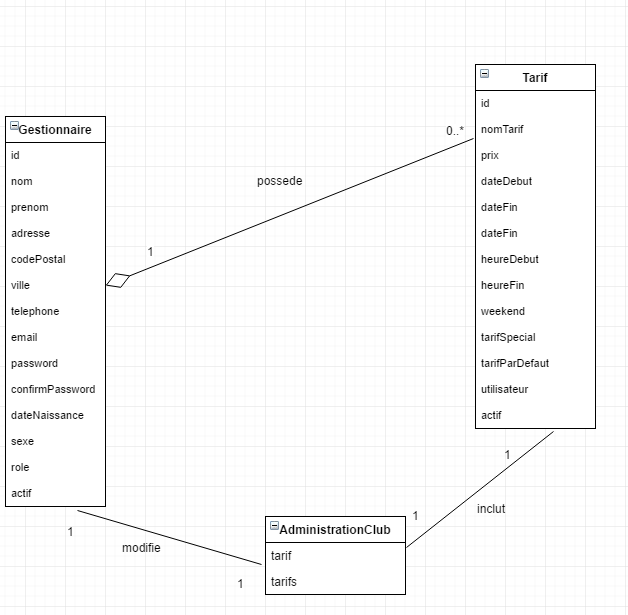 Gestionnaire
id
nom
prenom
adresse
codePostal
ville
telephone
email
password
confirmPassword
dateNaissance
sexe
role
actif
1
possede
0..*
Tarif
id
nomTarif
prix
dateDebut
dateFin
dateFin
heureDebut
heureFin
weekend
tarifSpecial
tarifParDefaut
utilisateur
actif
1
modifie
1
AdministrationClub
tarif
tarifs
1
inclut
1